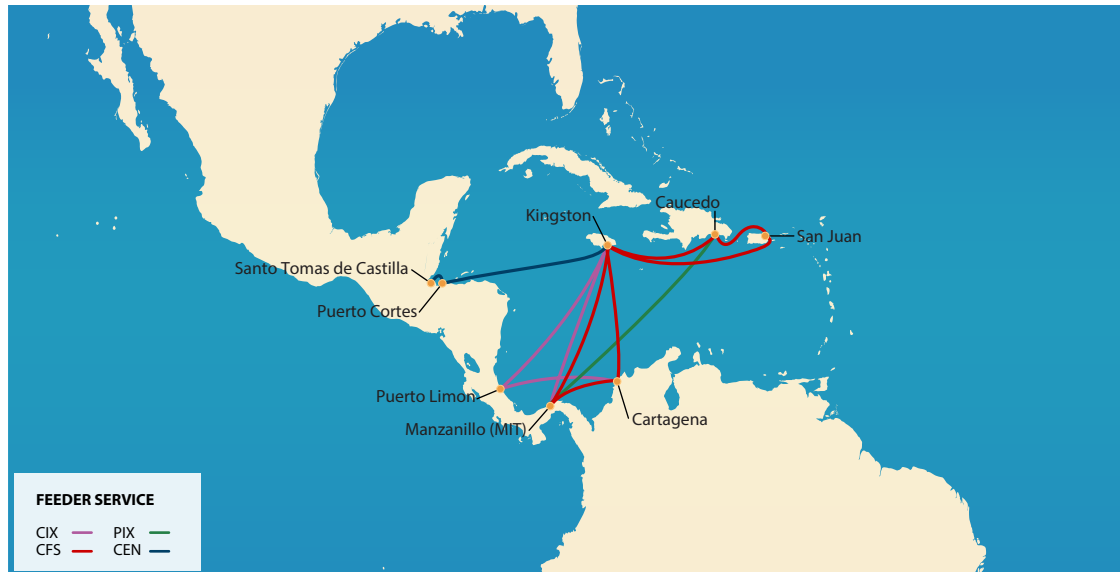 Caucedo
Kingston
San Juan
Santo Tomas de Castilla
Puerto Cortes
Puerto Limon
Cartagena
Manzanillo (MIT)
FEEDER SERVICE
CIX PIX
CFS CEN